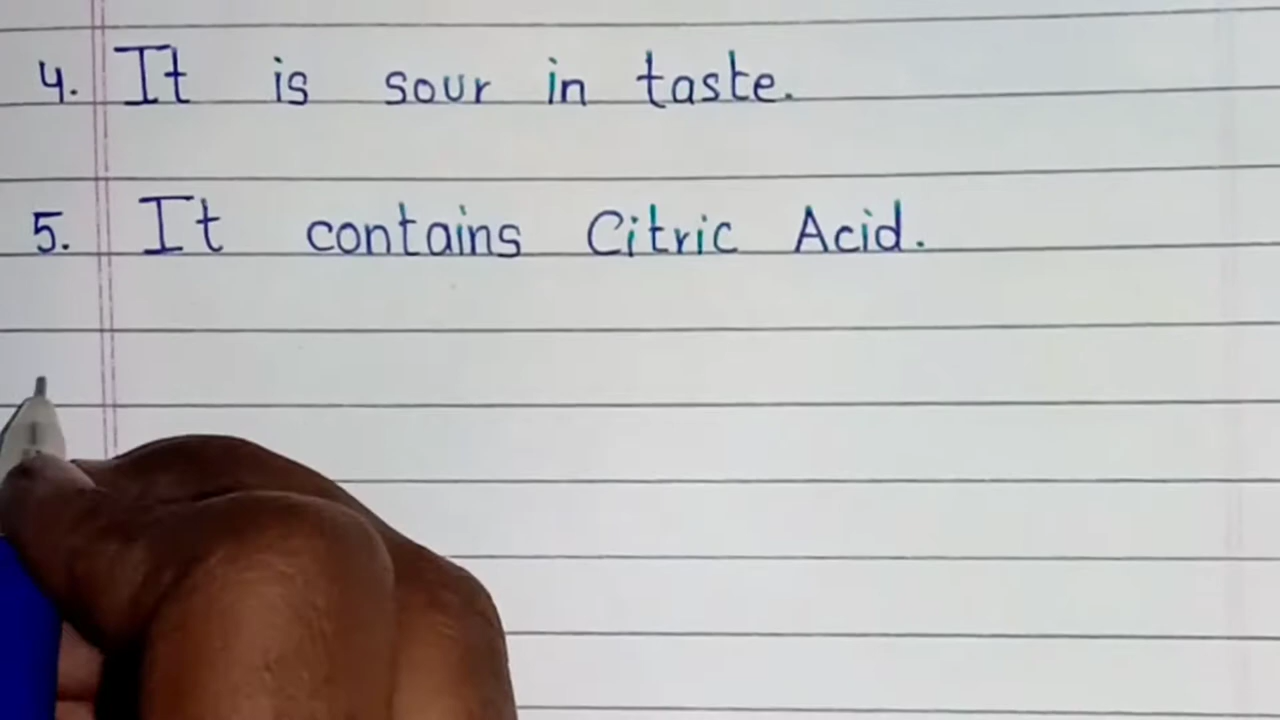 4. It is sour in taste.
5. It contains Citric Acid.